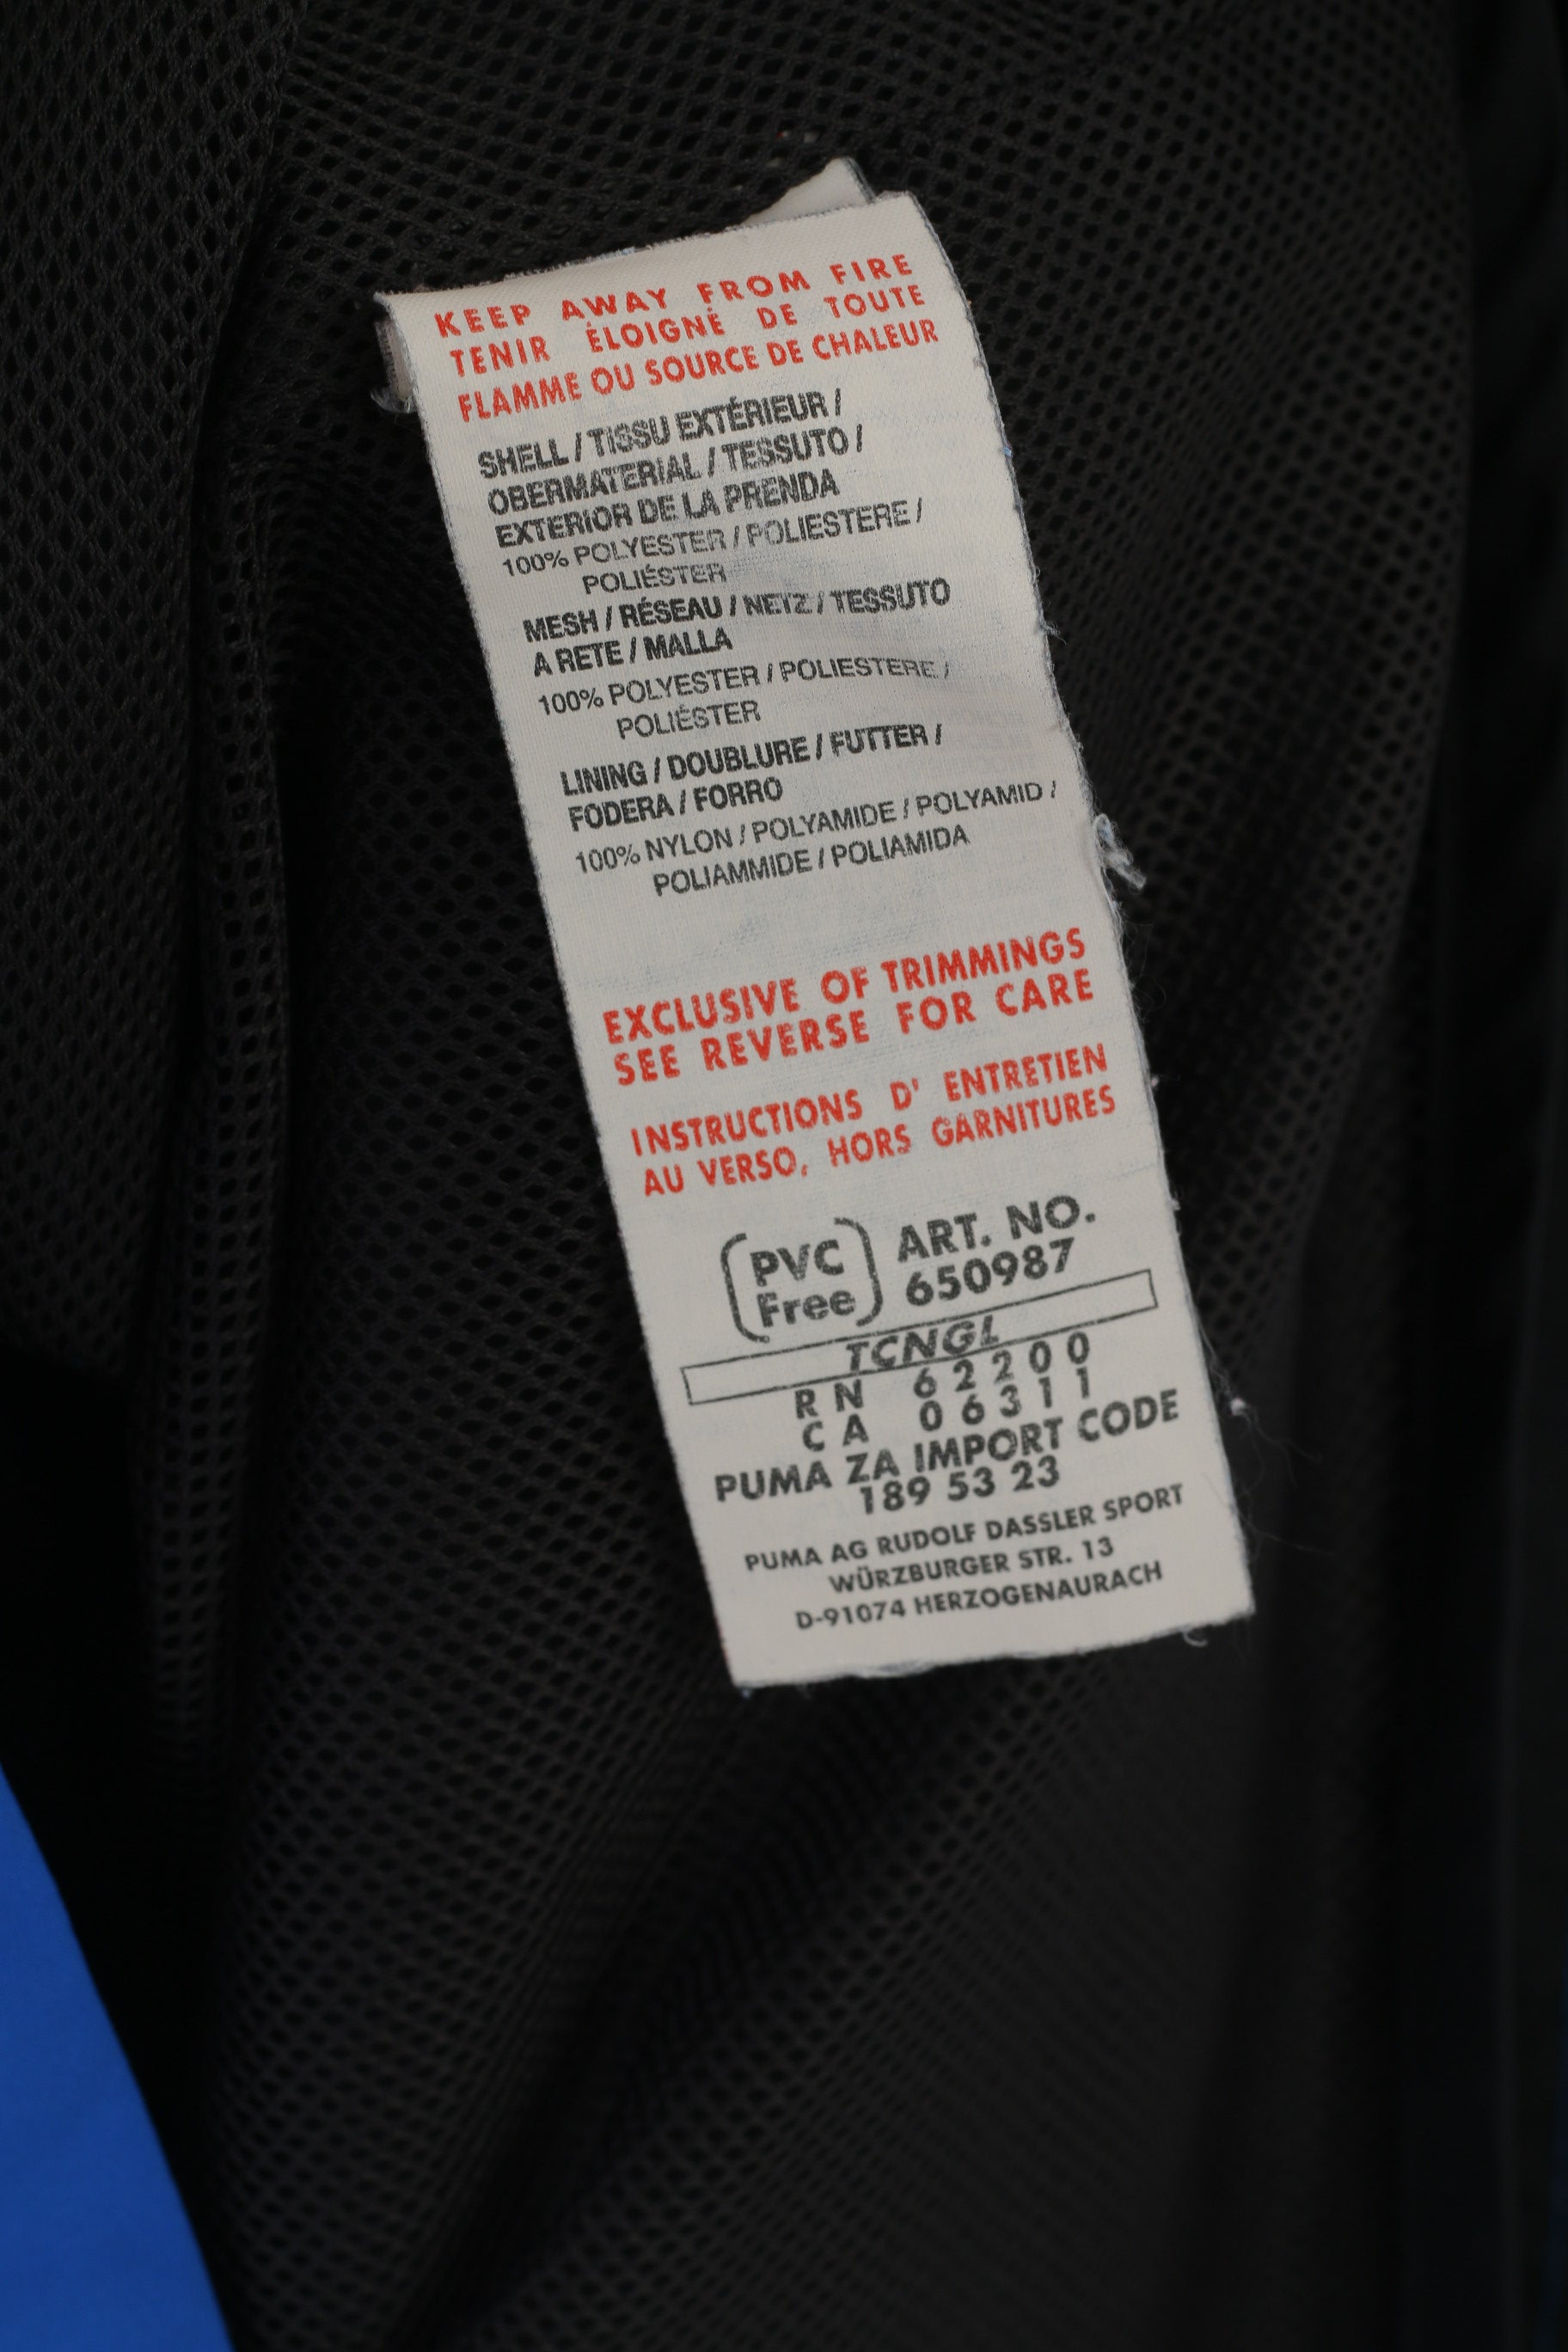 KEEP AWAY FROM FIRE
TENIR ÉLOIGNÉ DE TOUTE
FLAMME OU SOURCE DE CHALEUR
SHELL / TISSU EXTÉRIEUR /
OBERMATERIAL / TESSUTO /
EXTERIOR DE LA PRENDA
100% POLYESTER / POLIESTERE /
POLIÉSTER
MESH / RÉSEAU / NETZ / TESSUTO
A RETE / MALLA
100% POLYESTER / POLIESTERE /
POLIÉSTER
LINING / DOUBLURE / FUTTER /
FODERA / FORRO
100% NYLON / POLYAMIDE / POLYAMID /
POLIAMMIDE / POLIAMIDA
EXCLUSIVE OF TRIMMINGS
SEE REVERSE FOR CARE
INSTRUCTIONS D' ENTRETIEN
AU VERSO, HORS GARNITURES
PVC ART. NO.
Free 650987
TCNGL
RN 62200
CA 06311
PUMA ZA IMPORT CODE
189 53 23
PUMA AG RUDOLF DASSLER SPORT
WÜRZBURGER STR. 13
D-91074 HERZOGENAURACH